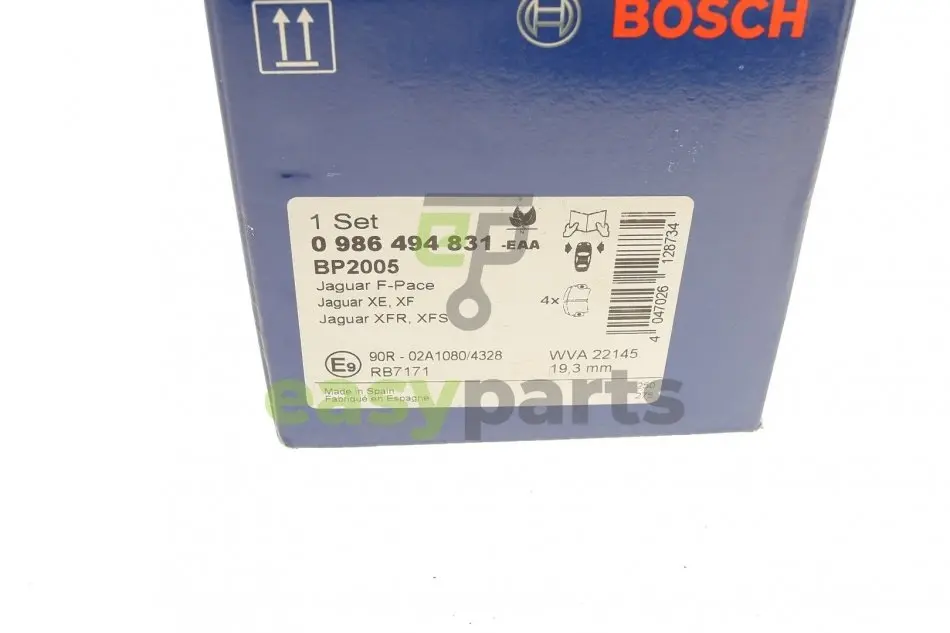 BOSCH
1 Set
0 986 494 831 -EAA
BP2005
Jaguar F-Pace
Jaguar XE, XF
Jaguar XFR, XFS
4x
4 047026 128734
E9
90R - 02A1080/4328
RB7171
WVA 22145
19,3 mm
Made in Spain
Fabriqué en Espagne
easyparts